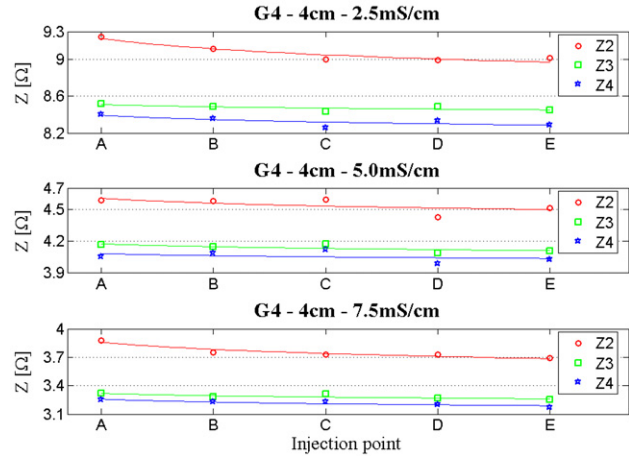 G4 - 4cm - 2.5mS/cm
Z [Ω]
9.3
9
8.6
8.2
A B C D E
Z2
Z3
Z4
G4 - 4cm - 5.0mS/cm
Z [Ω]
4.7
4.5
4.2
3.9
A B C D E
Z2
Z3
Z4
G4 - 4cm - 7.5mS/cm
Z [Ω]
4
3.7
3.4
3.1
A B C D E
Z2
Z3
Z4
Injection point